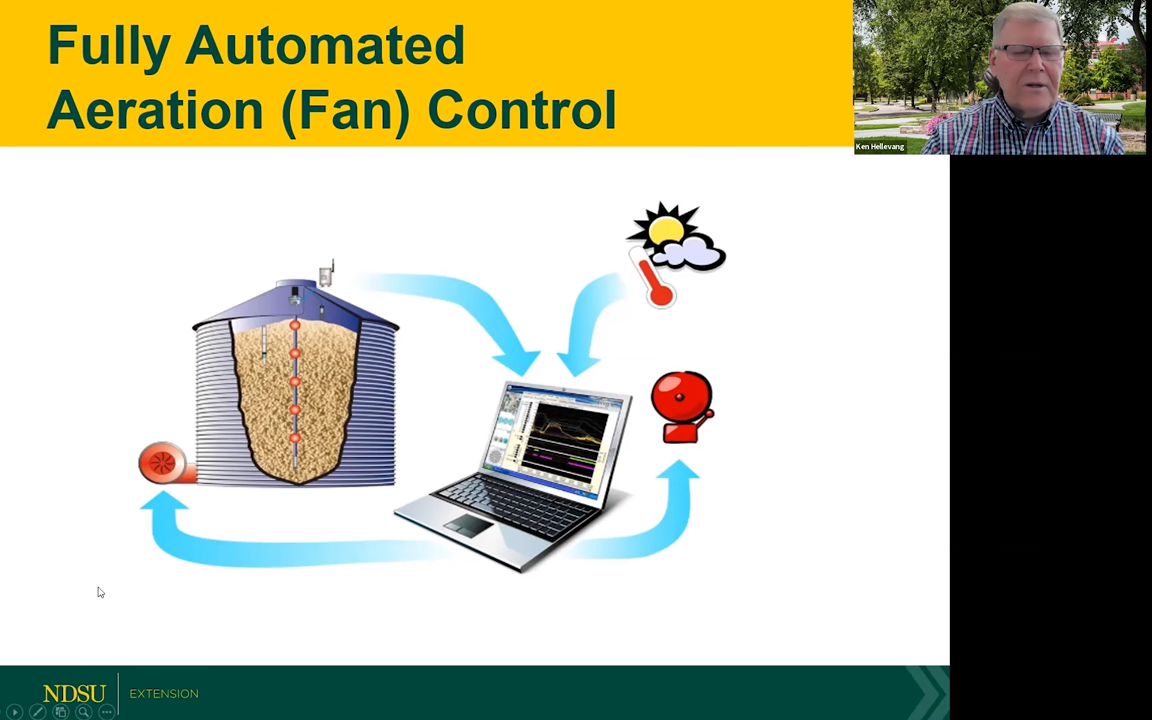 Fully Automated
Aeration (Fan) Control
Ken Hellevang
NDSU
EXTENSION